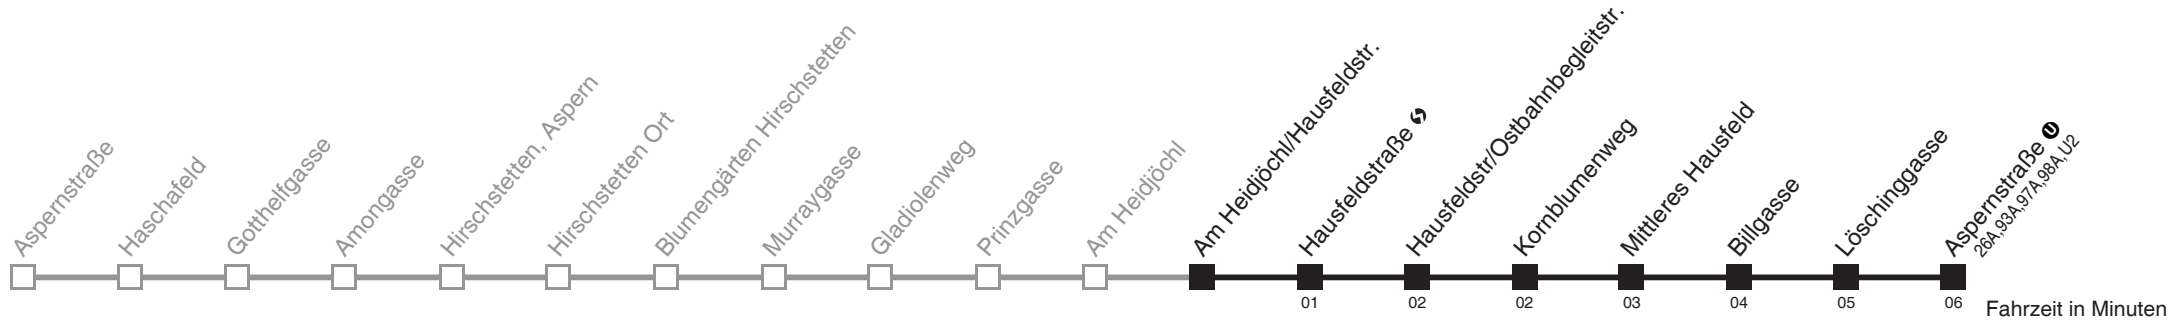 Aspernstraße
Haschafeld
Gotthelfgasse
Amongasse
Hirschstetten, Aspern
Hirschstetten Ort
Blumengärten Hirschstetten
Murraygasse
Gladiolenweg
Prinzgasse
Am Heidjöchl
Am Heidjöchl/Hausfeldstr.
Hausfeldstraße
Hausfeldstr/Ostbahnbegleitstr.
Kornblumenweg
Mittleres Hausfeld
Billgasse
Löschinggasse
Aspernstraße U
26A,93A,97A,98A,U2
01
02
02
03
04
05
06
Fahrzeit in Minuten